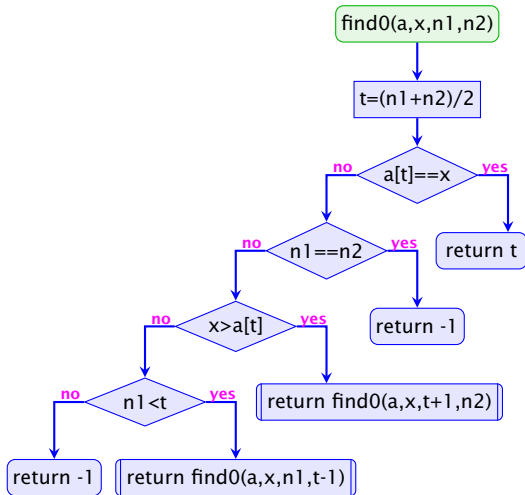 find0(a,x,n1,n2)
t=(n1+n2)/2
a[t]==x
no
yes
return t
n1==n2
no
yes
return -1
x>a[t]
no
yes
return find0(a,x,t+1,n2)
n1<t
no
yes
return -1
return find0(a,x,n1,t-1)